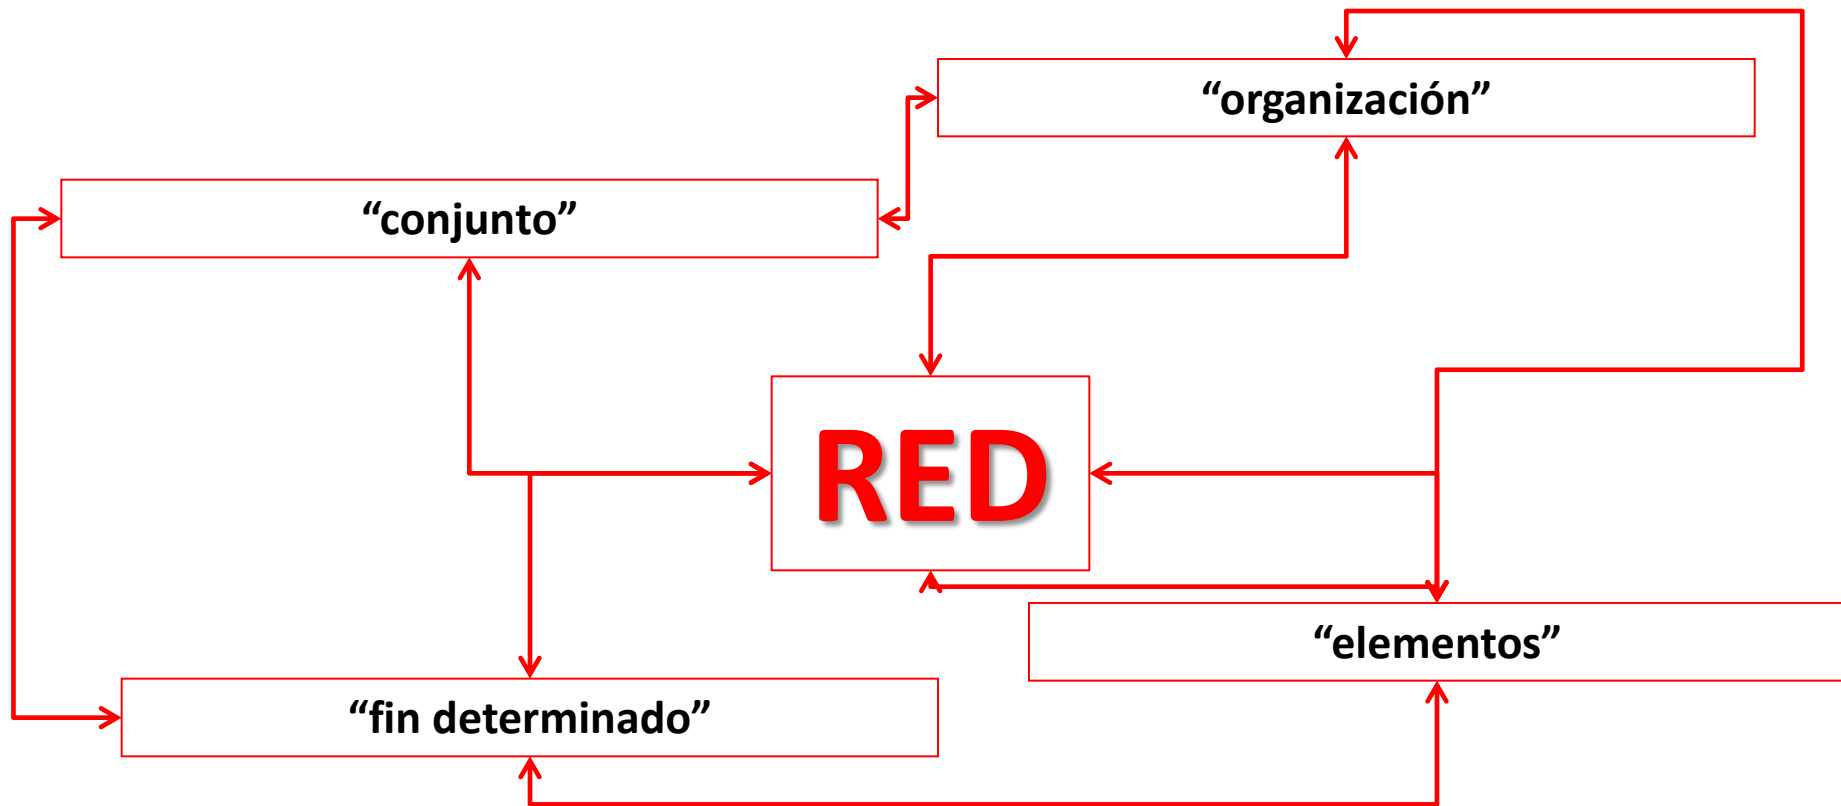 “organización”
“conjunto”
RED
“elementos”
“fin determinado”